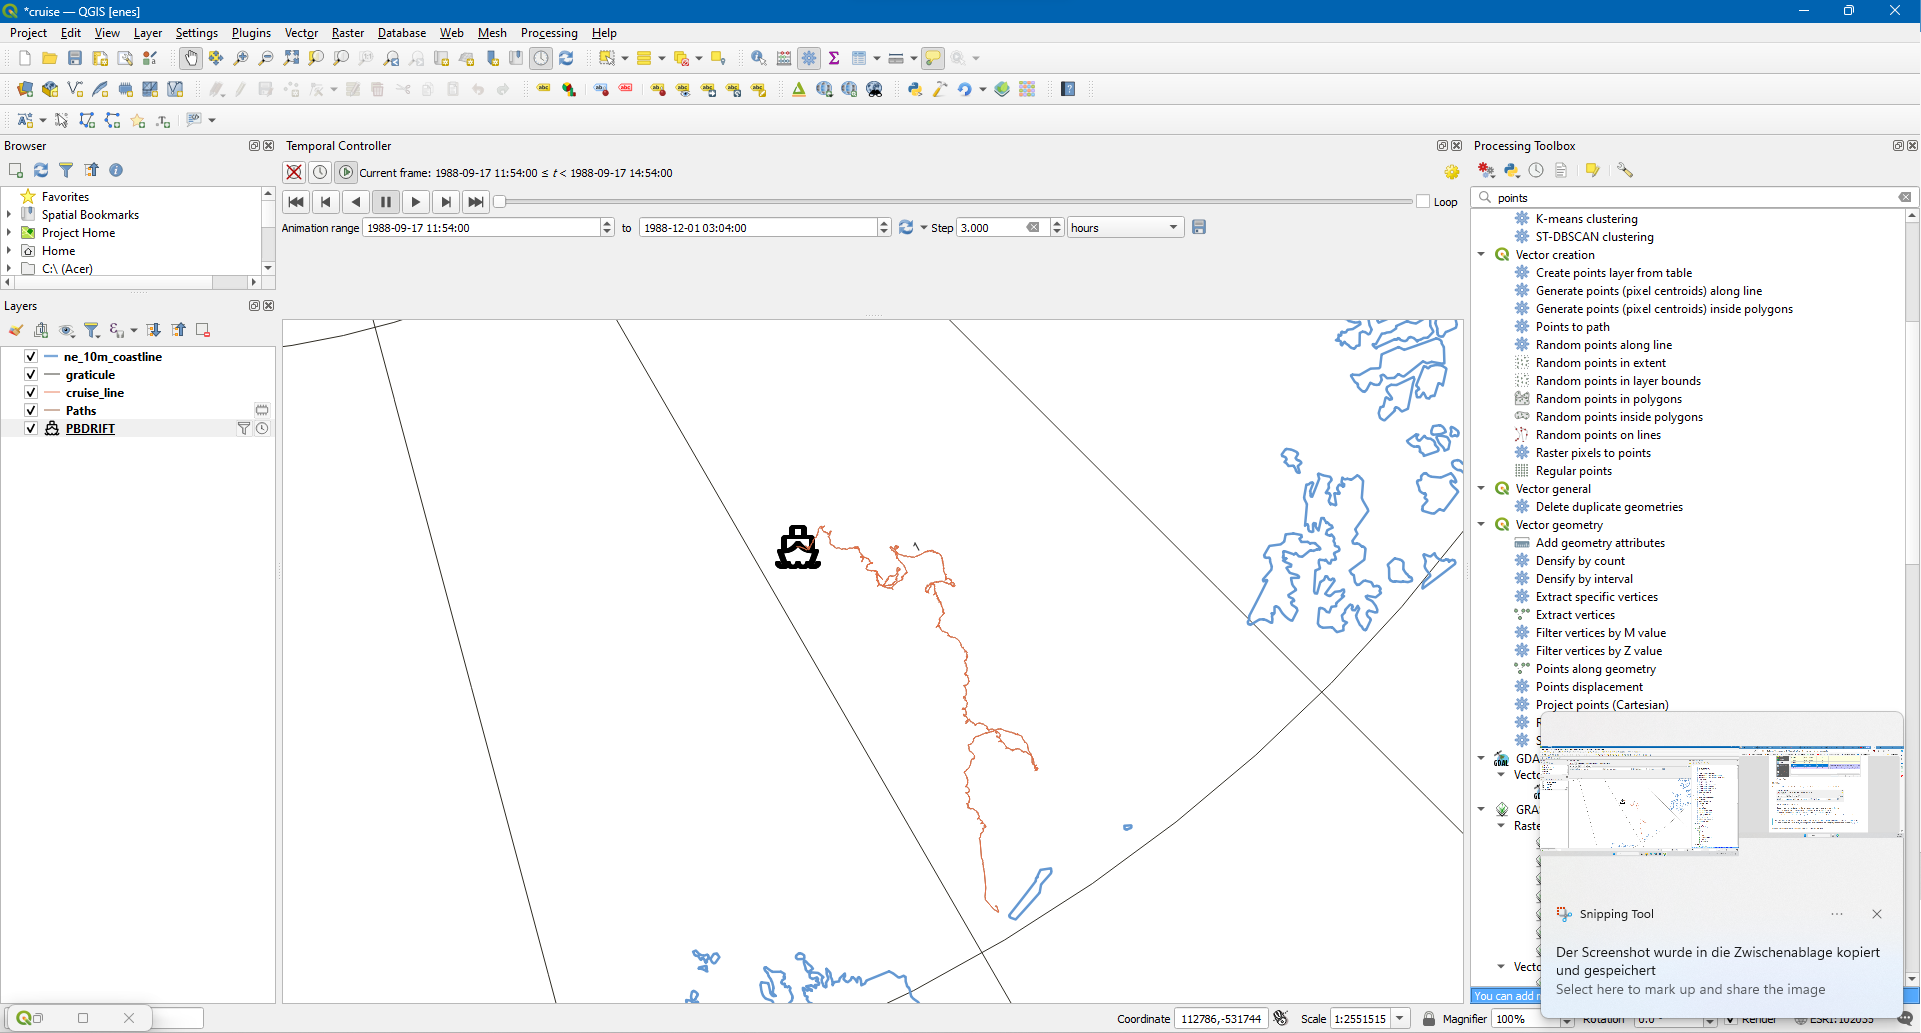 *cruise — QGIS [enes]
Project Edit View Layer Settings Plugins Vector Raster Database Web Mesh Processing Help
Browser
Favorites
Spatial Bookmarks
Project Home
Home
C:\ (Acer)
Layers
ne_10m_coastline
graticule
cruise_line
Paths
PBDRIFT
Temporal Controller
Current frame: 1988-09-17 11:54:00 ≤ t < 1988-09-17 14:54:00
Loop
Animation range 1988-09-17 11:54:00 to 1988-12-01 03:04:00 Step 3.000 hours
Processing Toolbox
points
K-means clustering
ST-DBSCAN clustering
Vector creation
Create points layer from table
Generate points (pixel centroids) along line
Generate points (pixel centroids) inside polygons
Points to path
Random points along line
Random points in extent
Random points in layer bounds
Random points in polygons
Random points inside polygons
Random points on lines
Raster pixels to points
Regular points
Vector general
Delete duplicate geometries
Vector geometry
Add geometry attributes
Densify by count
Densify by interval
Extract specific vertices
Extract vertices
Filter vertices by M value
Filter vertices by Z value
Points along geometry
Points displacement
Project points (Cartesian)
R
S
GDA
Vecto
GRA
Raste
Vecto
You can add
Snipping Tool
Der Screenshot wurde in die Zwischenablage kopiert
und gespeichert
Select here to mark up and share the image
Coordinate 112786,-531744 Scale 1:2551515 Magnifier 100% Rotation 0.0 ° Render ESRI:102035